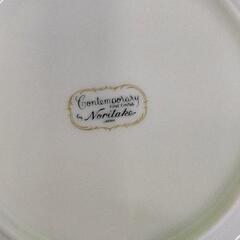 Contemporary
FINE CHINA
by Noritake
JAPAN